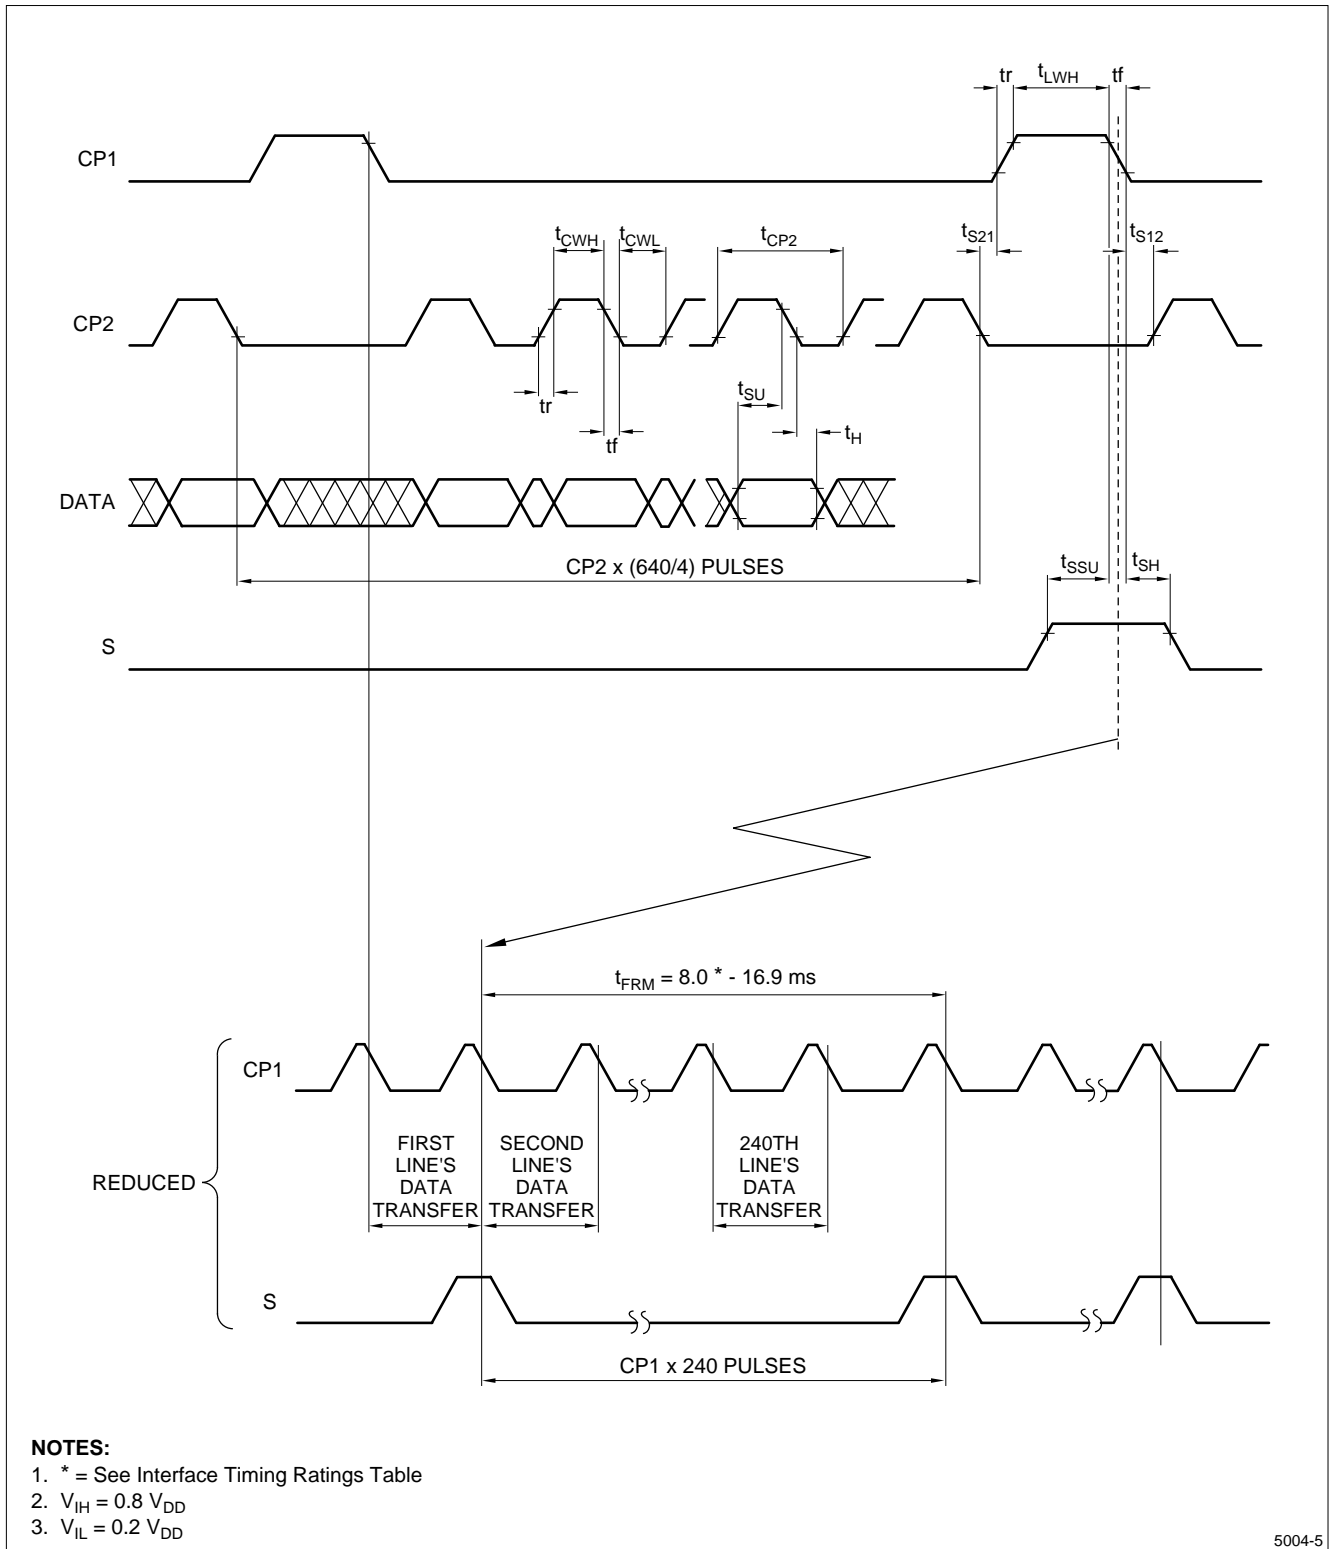 tr tLWH tf
CP1
tCWH tCWL tCP2 tS21 tS12
CP2
tr tSU
tf tH
DATA
CP2 x (640/4) PULSES
tSSU tSH
S
tFRM = 8.0 * - 16.9 ms
CP1
FIRST LINE'S DATA TRANSFER
SECOND LINE'S DATA TRANSFER
240TH LINE'S DATA TRANSFER
REDUCED
S
CP1 x 240 PULSES
NOTES:
1. * = See Interface Timing Ratings Table
2. VIH = 0.8 VDD
3. VIL = 0.2 VDD
5004-5